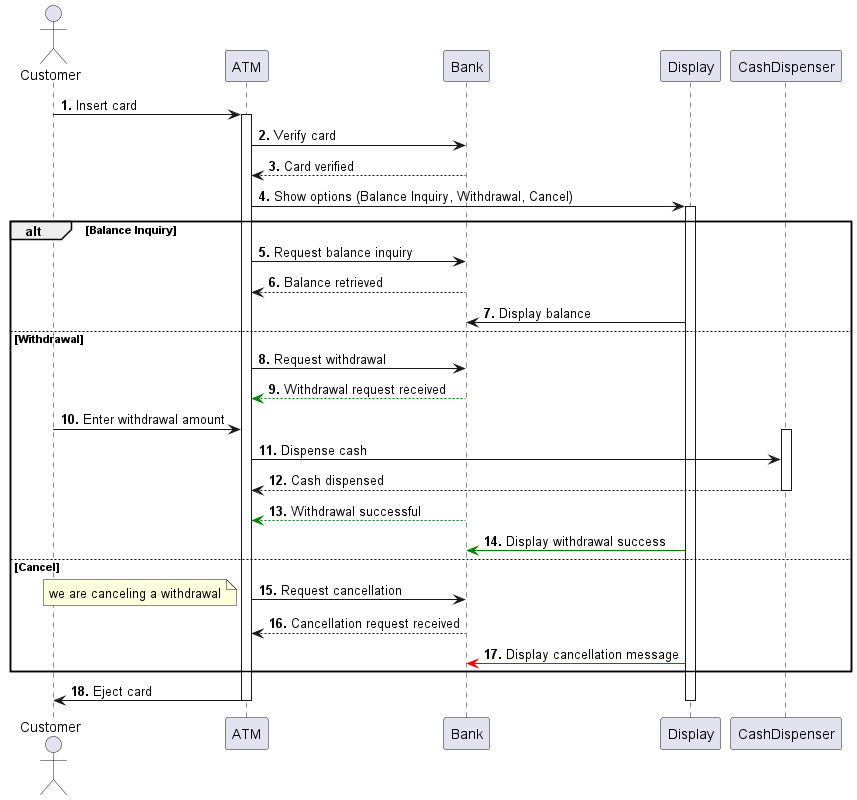 Customer
ATM
Bank
Display
CashDispenser
1. Insert card
2. Verify card
3. Card verified
4. Show options (Balance Inquiry, Withdrawal, Cancel)
alt [Balance Inquiry]
5. Request balance inquiry
6. Balance retrieved
7. Display balance
[Withdrawal]
8. Request withdrawal
9. Withdrawal request received
10. Enter withdrawal amount
11. Dispense cash
12. Cash dispensed
13. Withdrawal successful
14. Display withdrawal success
[Cancel]
we are canceling a withdrawal
15. Request cancellation
16. Cancellation request received
17. Display cancellation message
18. Eject card
Customer
ATM
Bank
Display
CashDispenser